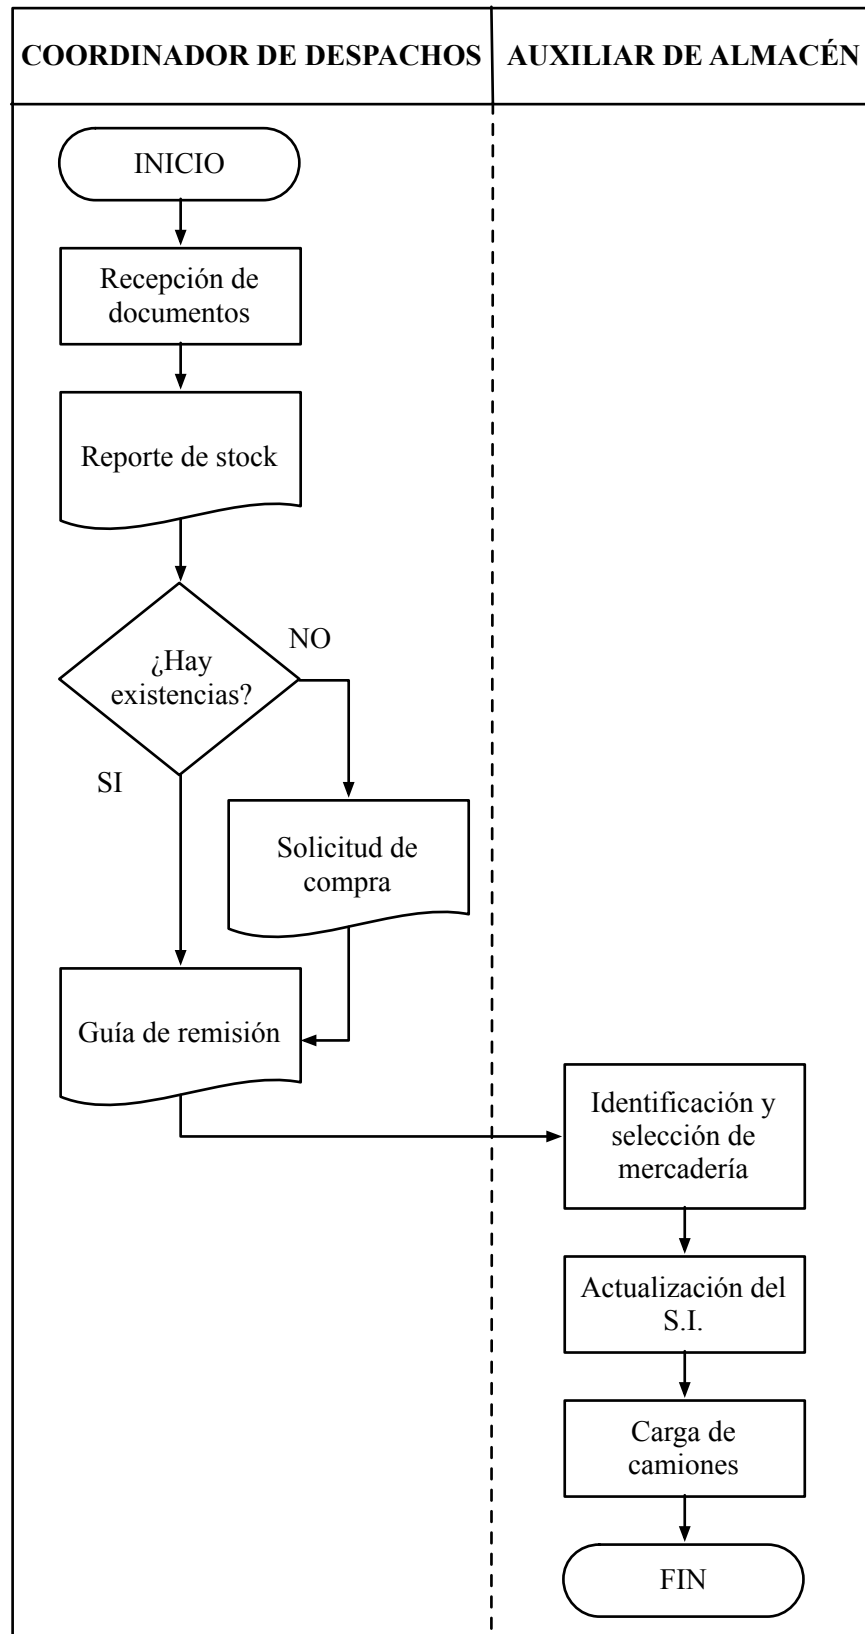 COORDINADOR DE DESPACHOS
AUXILIAR DE ALMACÉN
INICIO
Recepción de
documentos
Reporte de stock
¿Hay
existencias?
NO
SI
Solicitud de
compra
Guía de remisión
Identificación y
selección de
mercadería
Actualización del
S.I.
Carga de
camiones
FIN